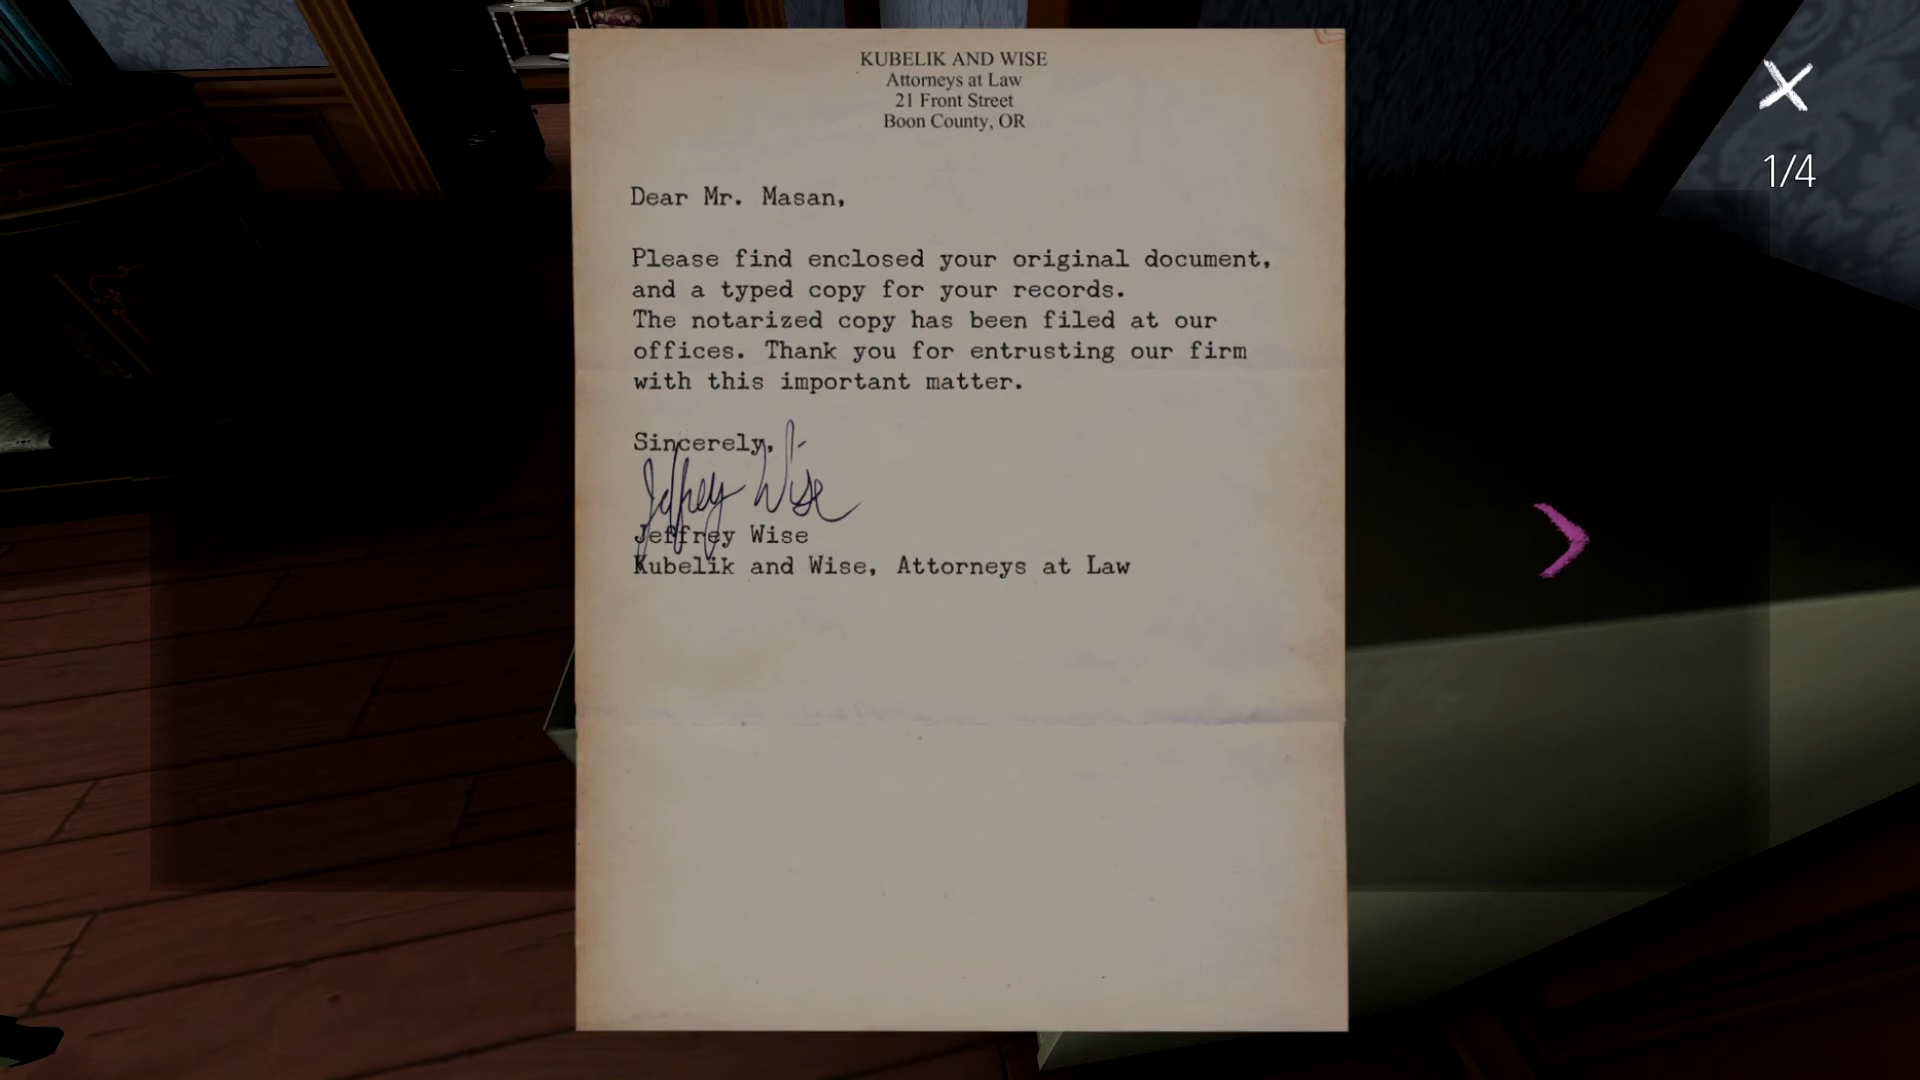 KUBELIK AND WISE
Attorneys at Law
21 Front Street
Boon County, OR
1/4
Dear Mr. Masan,
Please find enclosed your original document,
and a typed copy for your records.
The notarized copy has been filed at our
offices. Thank you for entrusting our firm
with this important matter.
Sincerely,
Jeffrey Wise
Jeffrey Wise
Kubelik and Wise, Attorneys at Law